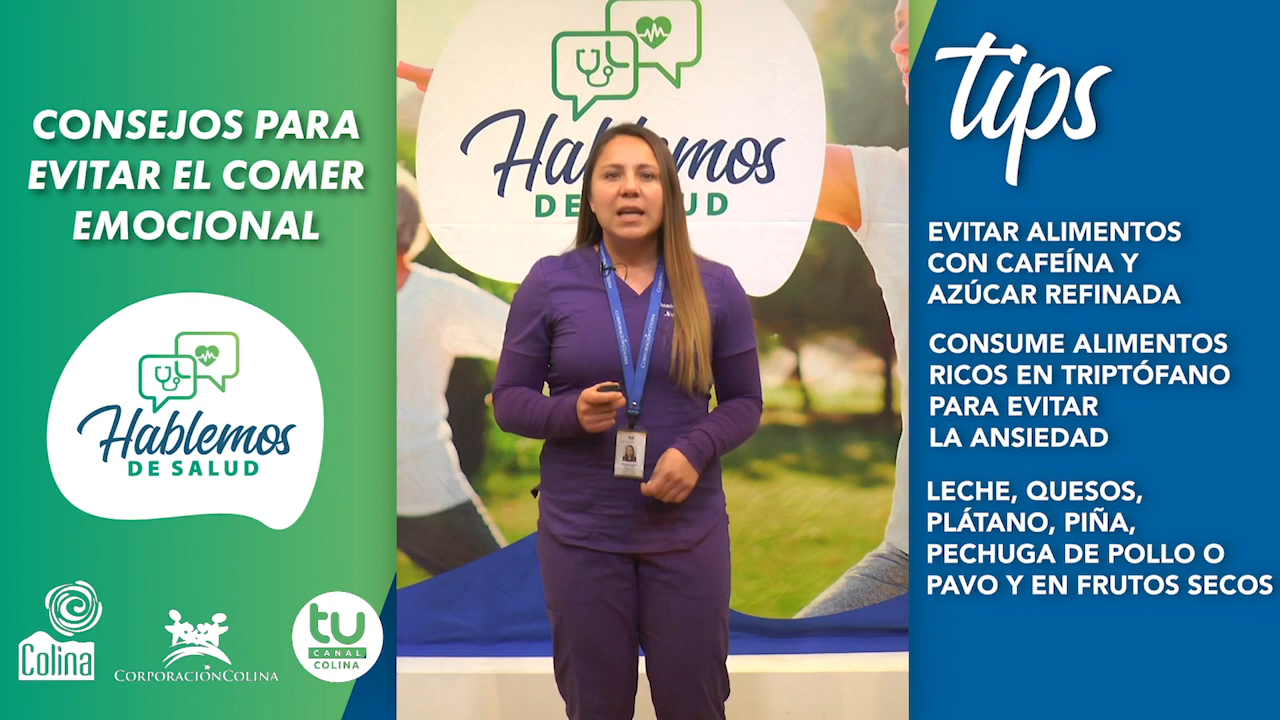 CONSEJOS PARA
EVITAR EL COMER
EMOCIONAL
Hablemos
DE SALUD
Colina
CORPORACIÓNCOLINA
tu
CANAL
COLINA
Hablemos
DE SALUD
CORPORACIÓNCOLINA
tips
EVITAR ALIMENTOS
CON CAFEÍNA Y
AZÚCAR REFINADA
CONSUME ALIMENTOS
RICOS EN TRIPTÓFANO
PARA EVITAR
LA ANSIEDAD
LECHE, QUESOS,
PLÁTANO, PIÑA,
PECHUGA DE POLLO O
PAVO Y EN FRUTOS SECOS